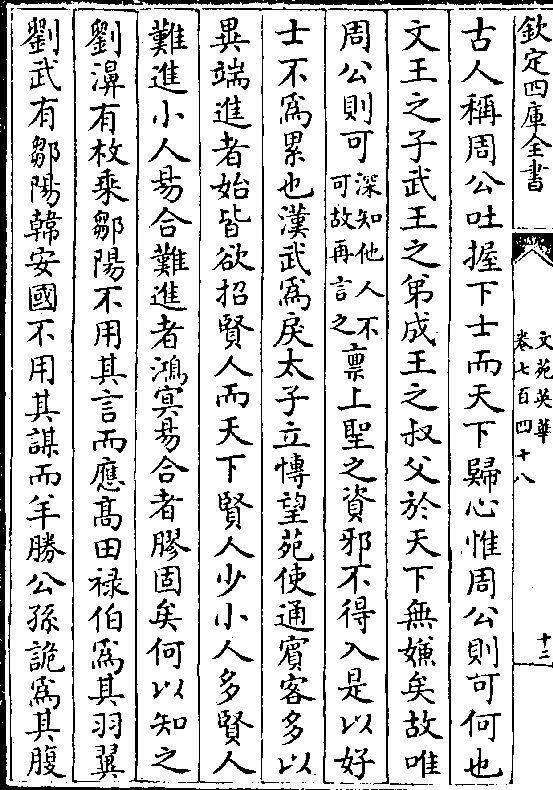 欽定四庫全書
文苑英華
卷七百四十八
十二
古人稱周公吐握下士而天下歸心惟周公則可何也
文王之子武王之弟成王之叔父於天下無嫌矣故唯
周公則可深知他人不可故再言之禀上聖之資邪不得入是以好
士不為累也漢武為戾太子立博望苑使通賓客多以
異端進者始皆欲招賢人而天下賢人少小人多賢人
難進小人易合難進者鴻冥易合者膠固矣何以知之
劉濞有枚乘鄒陽不用其言而應髙田祿伯為其羽翼
劉武有鄒陽韓安國不用其謀而羊勝公孫詭為其腹